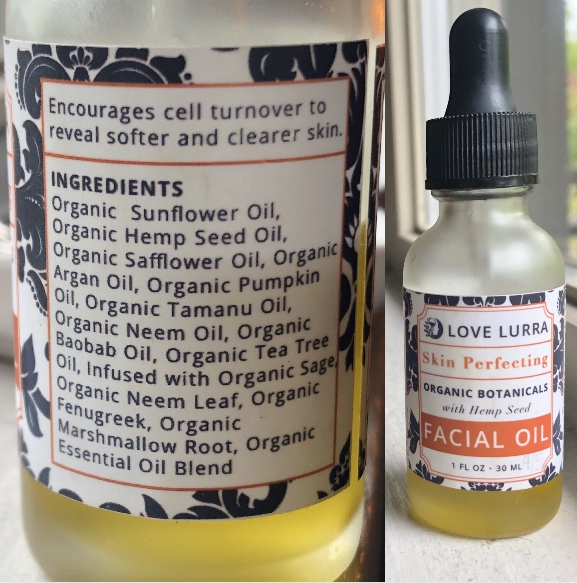 Encourages cell turnover to
reveal softer and clearer skin.
INGREDIENTS
Organic Sunflower Oil,
Organic Hemp Seed Oil,
Organic Safflower Oil, Organic
Argan Oil, Organic Pumpkin
Oil, Organic Tamanu Oil,
Organic Neem Oil, Organic
Baobab Oil, Organic Tea Tree
Oil, Infused with Organic Sage,
Organic Neem Leaf, Organic
Fenugreek, Organic
Marshmallow Root, Organic
Essential Oil Blend
LOVE LURRA
Skin Perfecting
ORGANIC BOTANICALS
with Hemp Seed
FACIAL OIL
1 FL OZ • 30 ML